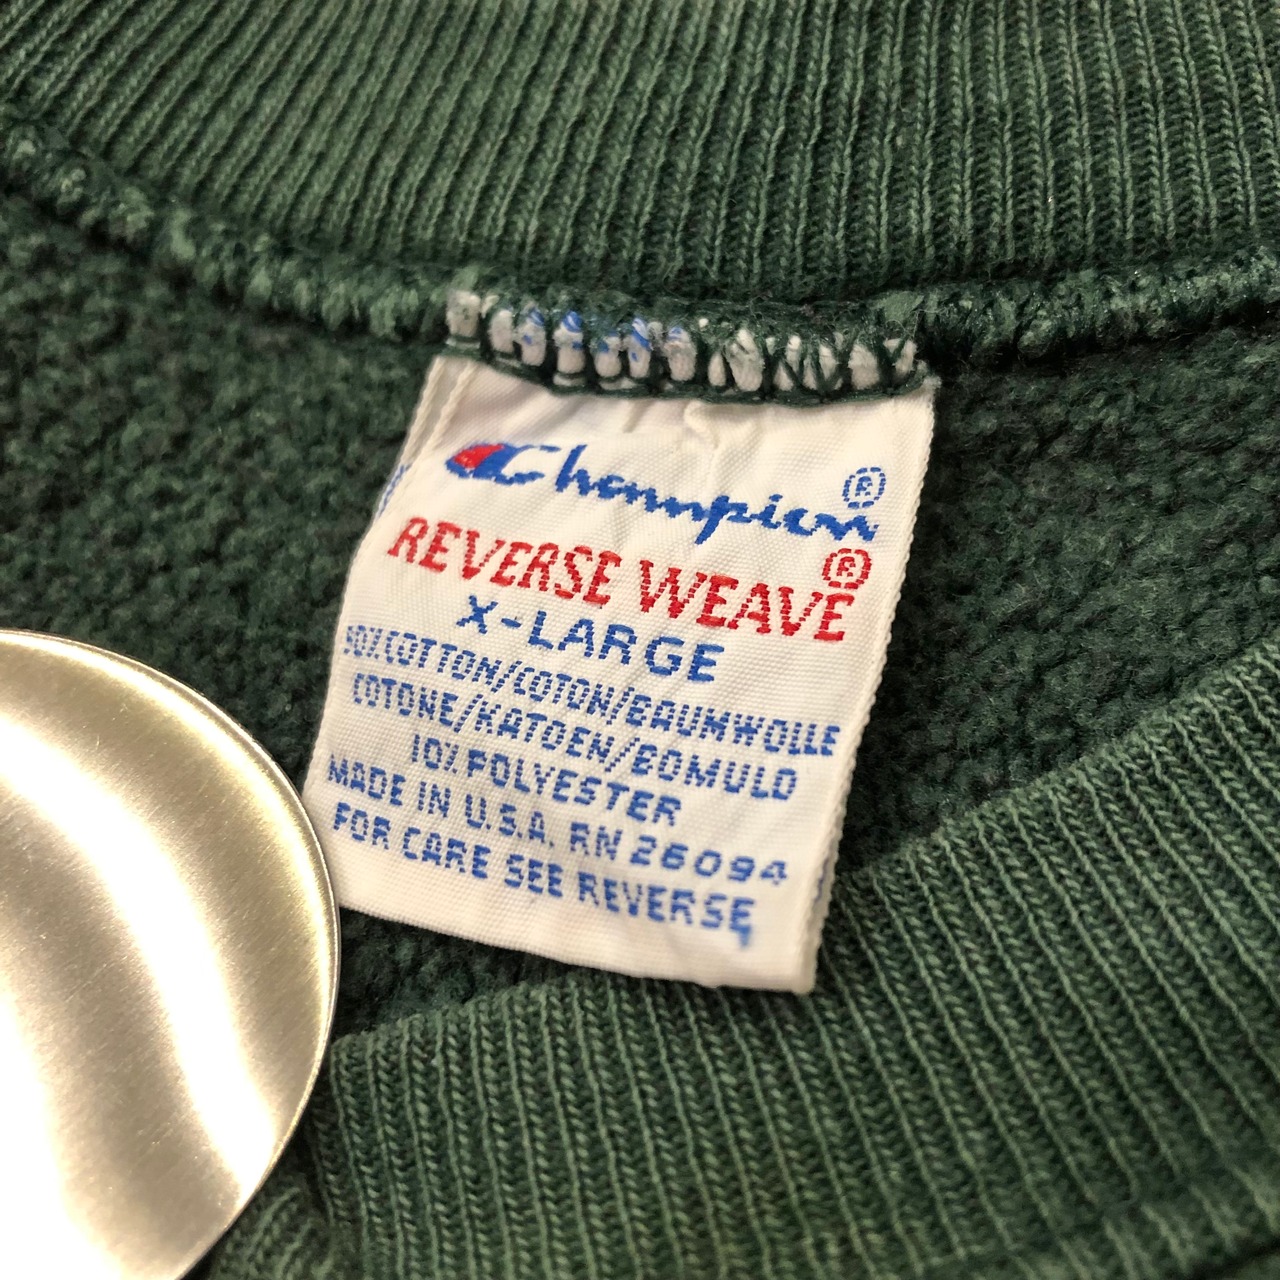 Champion®
REVERSE WEAVE®
X-LARGE
90% COTTON/COTON/BAUMWOLLE
COTONE/KATOEN/BOMULD
10% POLYESTER
MADE IN U.S.A. RN 26094
FOR CARE SEE REVERSE